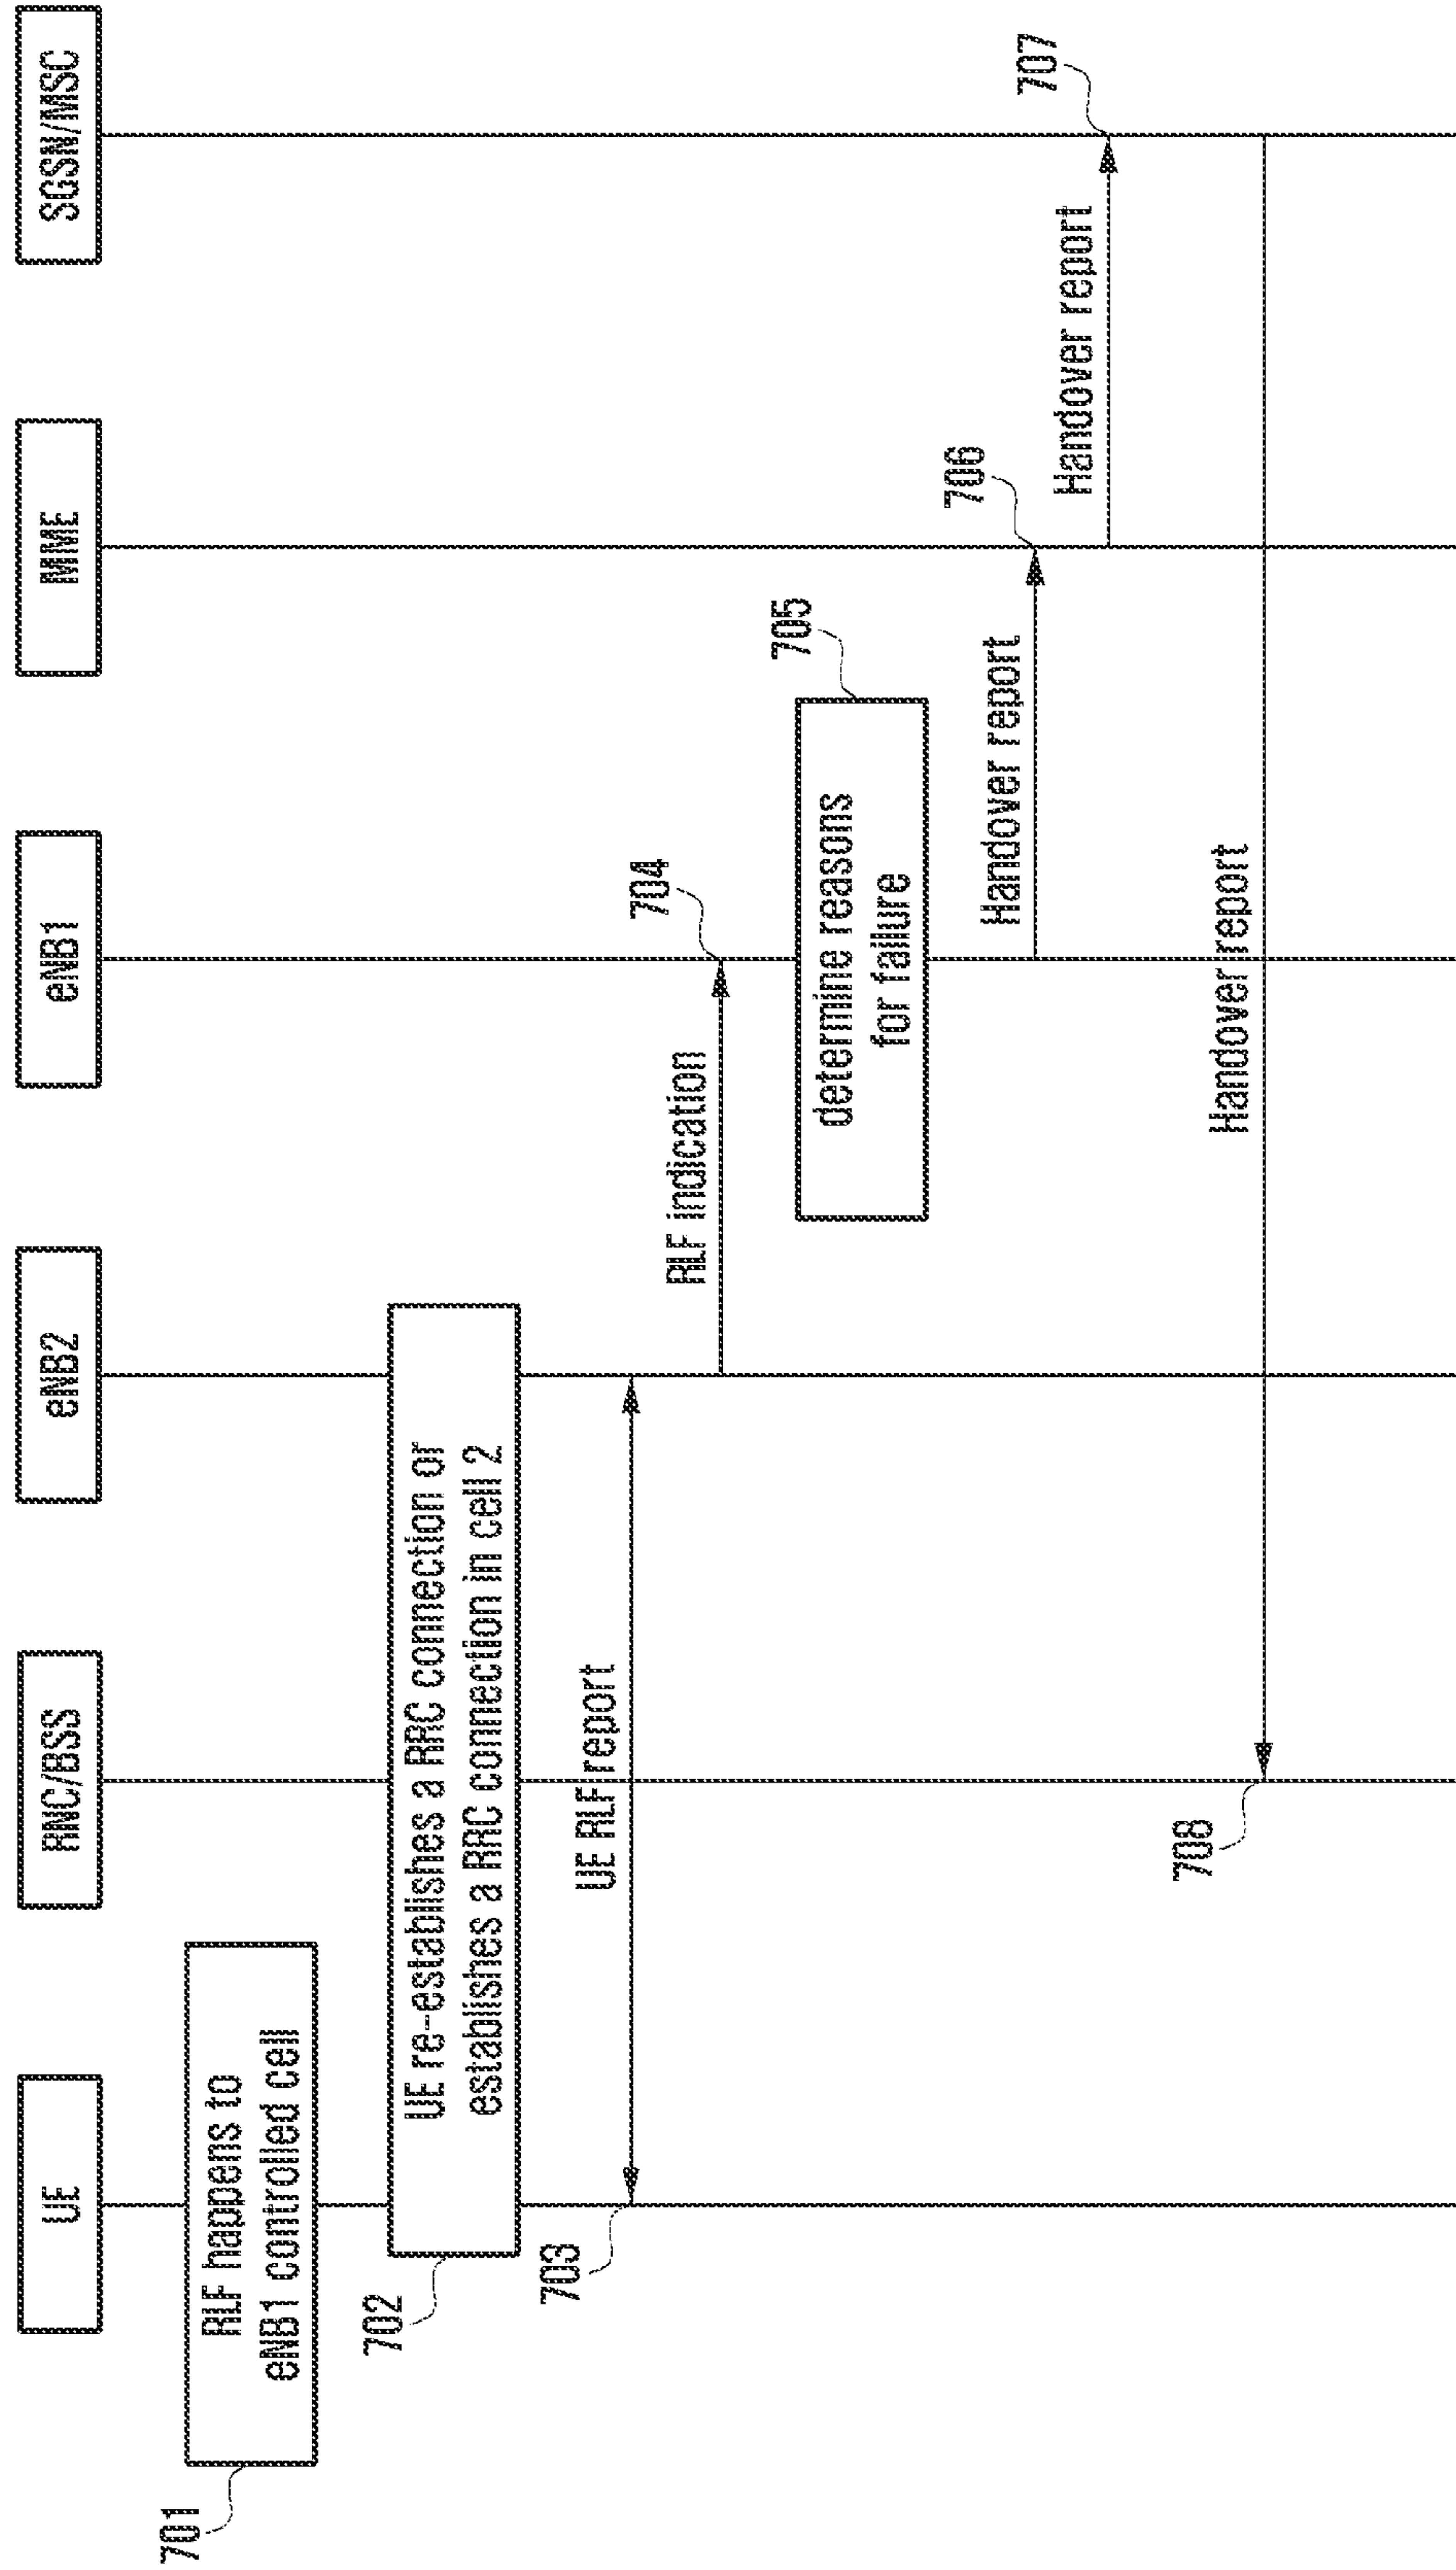 UE
RNC/BSS
eNB2
eNB1
MME
SGSN/MSC
701
RLF happens to
eNB1 controlled cell
702
UE re-establishes a RRC connection or
establishes a RRC connection in cell 2
703
UE RLF report
RLF indication
704
705
determine reasons
for failure
Handover report
706
Handover report
707
Handover report
708